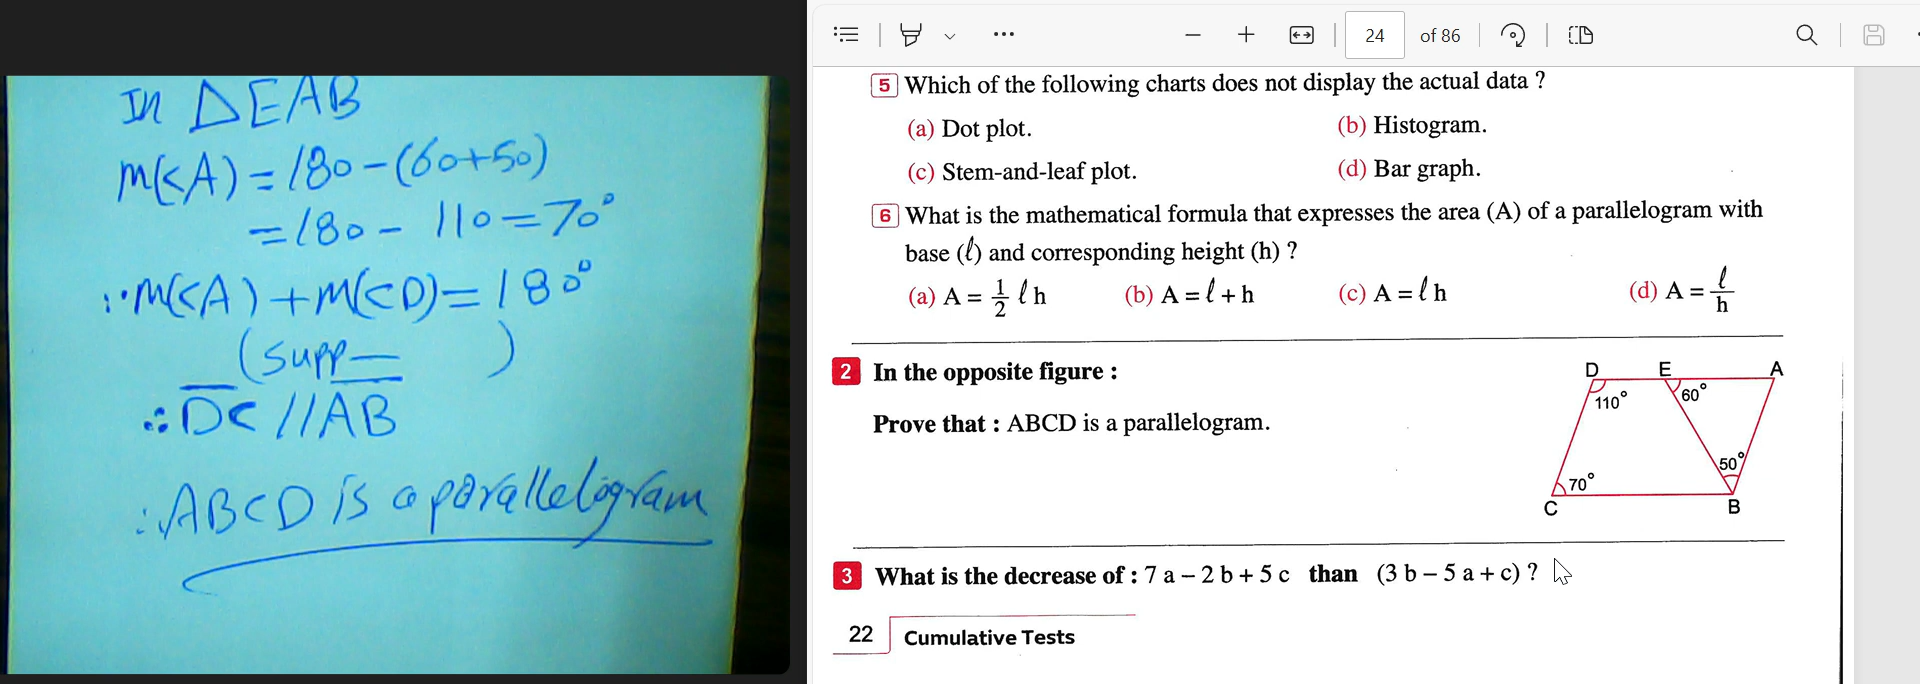 In △EAB
m(<A) = 180 - (60+50)
= 180 - 110 = 70°
∵ m(<A) + m(<D) = 180°
(supp )
∴ DC // AB
∴ ABCD is a parallelogram
24 of 86
5 Which of the following charts does not display the actual data ?
(a) Dot plot. (b) Histogram.
(c) Stem-and-leaf plot. (d) Bar graph.
6 What is the mathematical formula that expresses the area (A) of a parallelogram with
base (ℓ) and corresponding height (h) ?
(a) A = 1/2 ℓ h (b) A = ℓ + h (c) A = ℓ h (d) A = ℓ/h
2 In the opposite figure :
Prove that : ABCD is a parallelogram.
D E A
110° 60°
50°
70°
C B
3 What is the decrease of : 7 a – 2 b + 5 c than (3 b – 5 a + c) ?
22 Cumulative Tests